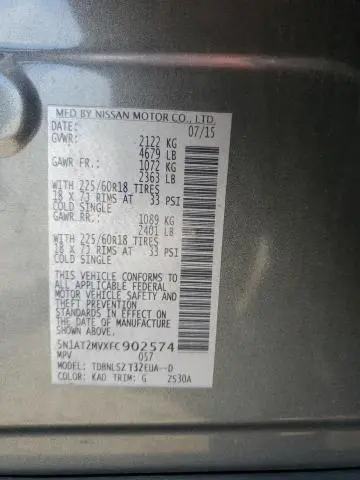 MFD BY NISSAN MOTOR CO., LTD.
DATE: 07/15
GVWR: 2122 KG
4679 LB
GAWR FR.: 1072 KG
2363 LB
WITH 225/60R18 TIRES
18 X 7J RIMS AT 33 PSI
COLD SINGLE
GAWR.RR.: 1089 KG
2401 LB
WITH 225/60R18 TIRES
18 X 7J RIMS AT 33 PSI
COLD SINGLE
THIS VEHICLE CONFORMS TO
ALL APPLICABLE FEDERAL
MOTOR VEHICLE SAFETY
AND THEFT PREVENTION
STANDARDS IN EFFECT ON
THE DATE OF MANUFACTURE
SHOWN ABOVE.
5N1AT2MVXFC902574
MPV 057
MODEL: TDBNLSZ T32EUA--D
COLOR: KAD TRIM: G 2S30A